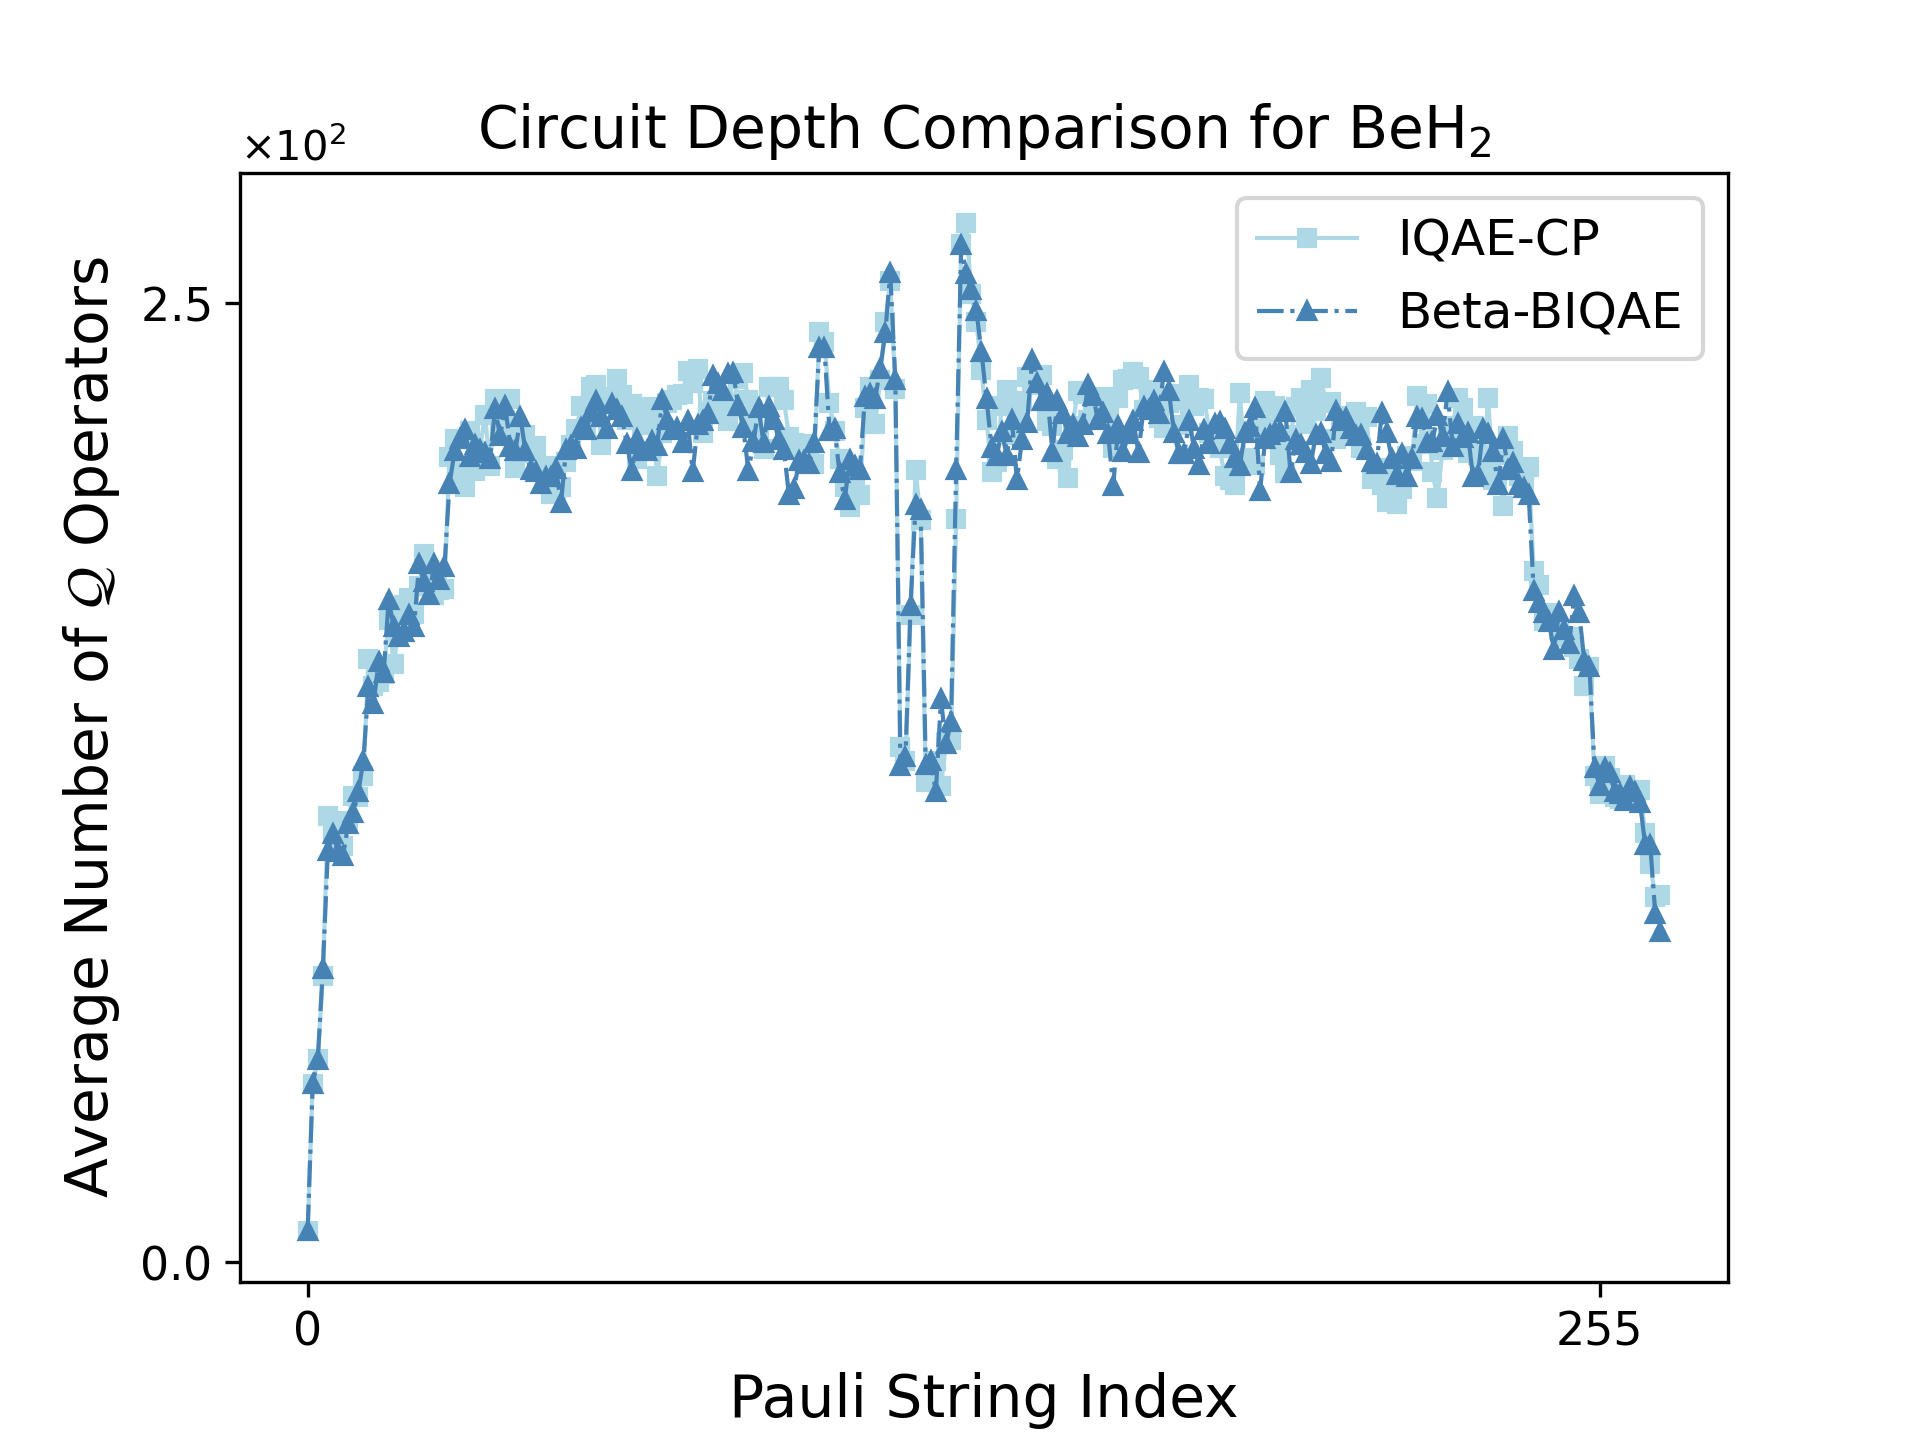 Circuit Depth Comparison for BeH₂
×10²
IQAE-CP
Beta-BIQAE
2.5
0.0
Average Number of 𝒬 Operators
0
255
Pauli String Index